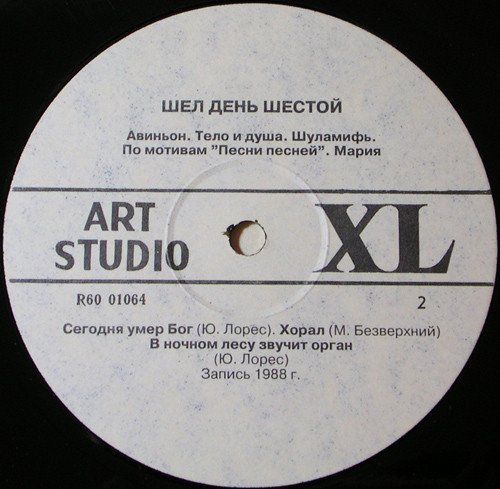 ШЕЛ ДЕНЬ ШЕСТОЙ
Авиньон. Тело и душа. Шуламифь.
По мотивам "Песни песней". Мария
ART
STUDIO
XL
R60 01064
2
Сегодня умер Бог (Ю. Лорес). Хорал (М. Безверхний)
В ночном лесу звучит орган
(Ю. Лорес)
Запись 1988 г.